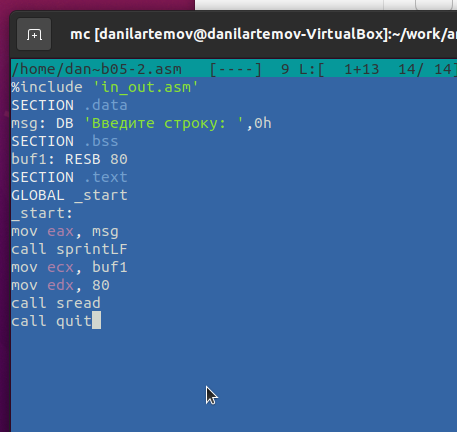 mc [danilartemov@danilartemov-VirtualBox]:~/work/a
/home/dan~b05-2.asm [----] 9 L:[ 1+13 14/ 14]
%include 'in_out.asm'
SECTION .data
msg: DB 'Введите строку: ',0h
SECTION .bss
buf1: RESB 80
SECTION .text
GLOBAL _start
_start:
mov eax, msg
call sprintLF
mov ecx, buf1
mov edx, 80
call sread
call quit